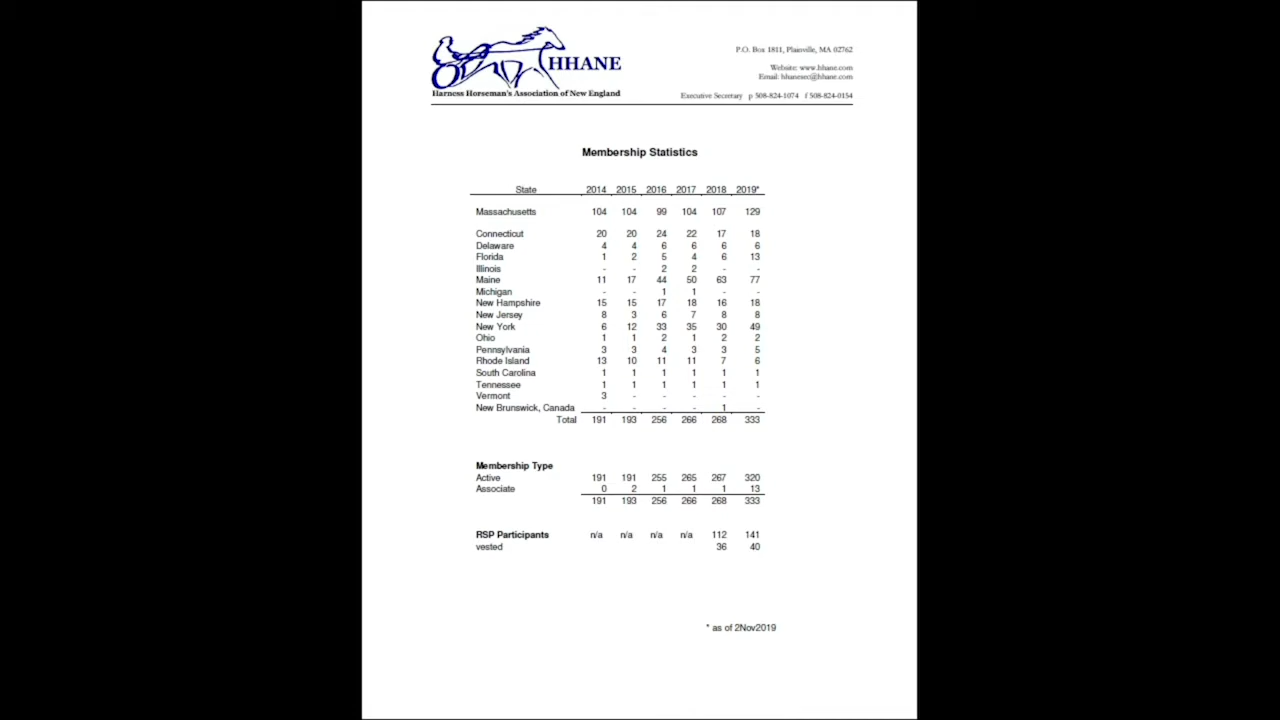 HHANE
Harness Horseman's Association of New England
P.O. Box 1811, Plainville, MA 02762
Website: www.hhane.com
Email: hhanesec@hhane.com
Executive Secretary p 508-824-1074 f 508-824-0154
Membership Statistics
State 2014 2015 2016 2017 2018 2019*
Massachusetts 104 104 99 104 107 129
Connecticut 20 20 24 22 17 18
Delaware 4 4 6 6 6 6
Florida 1 2 5 4 6 13
Illinois - - 2 2 - -
Maine 11 17 44 50 63 77
Michigan - - 1 1 - -
New Hampshire 15 15 17 18 16 18
New Jersey 8 3 6 7 8 8
New York 6 12 33 35 30 49
Ohio 1 1 2 1 2 2
Pennsylvania 3 3 4 3 3 5
Rhode Island 13 10 11 11 7 6
South Carolina 1 1 1 1 1 1
Tennessee 1 1 1 1 1 1
Vermont 3 - - - - -
New Brunswick, Canada - - - - 1 -
Total 191 193 256 266 268 333
Membership Type
Active 191 191 255 265 267 320
Associate 0 2 1 1 1 13
191 193 256 266 268 333
RSP Participants n/a n/a n/a n/a 112 141
vested 36 40
* as of 2Nov2019